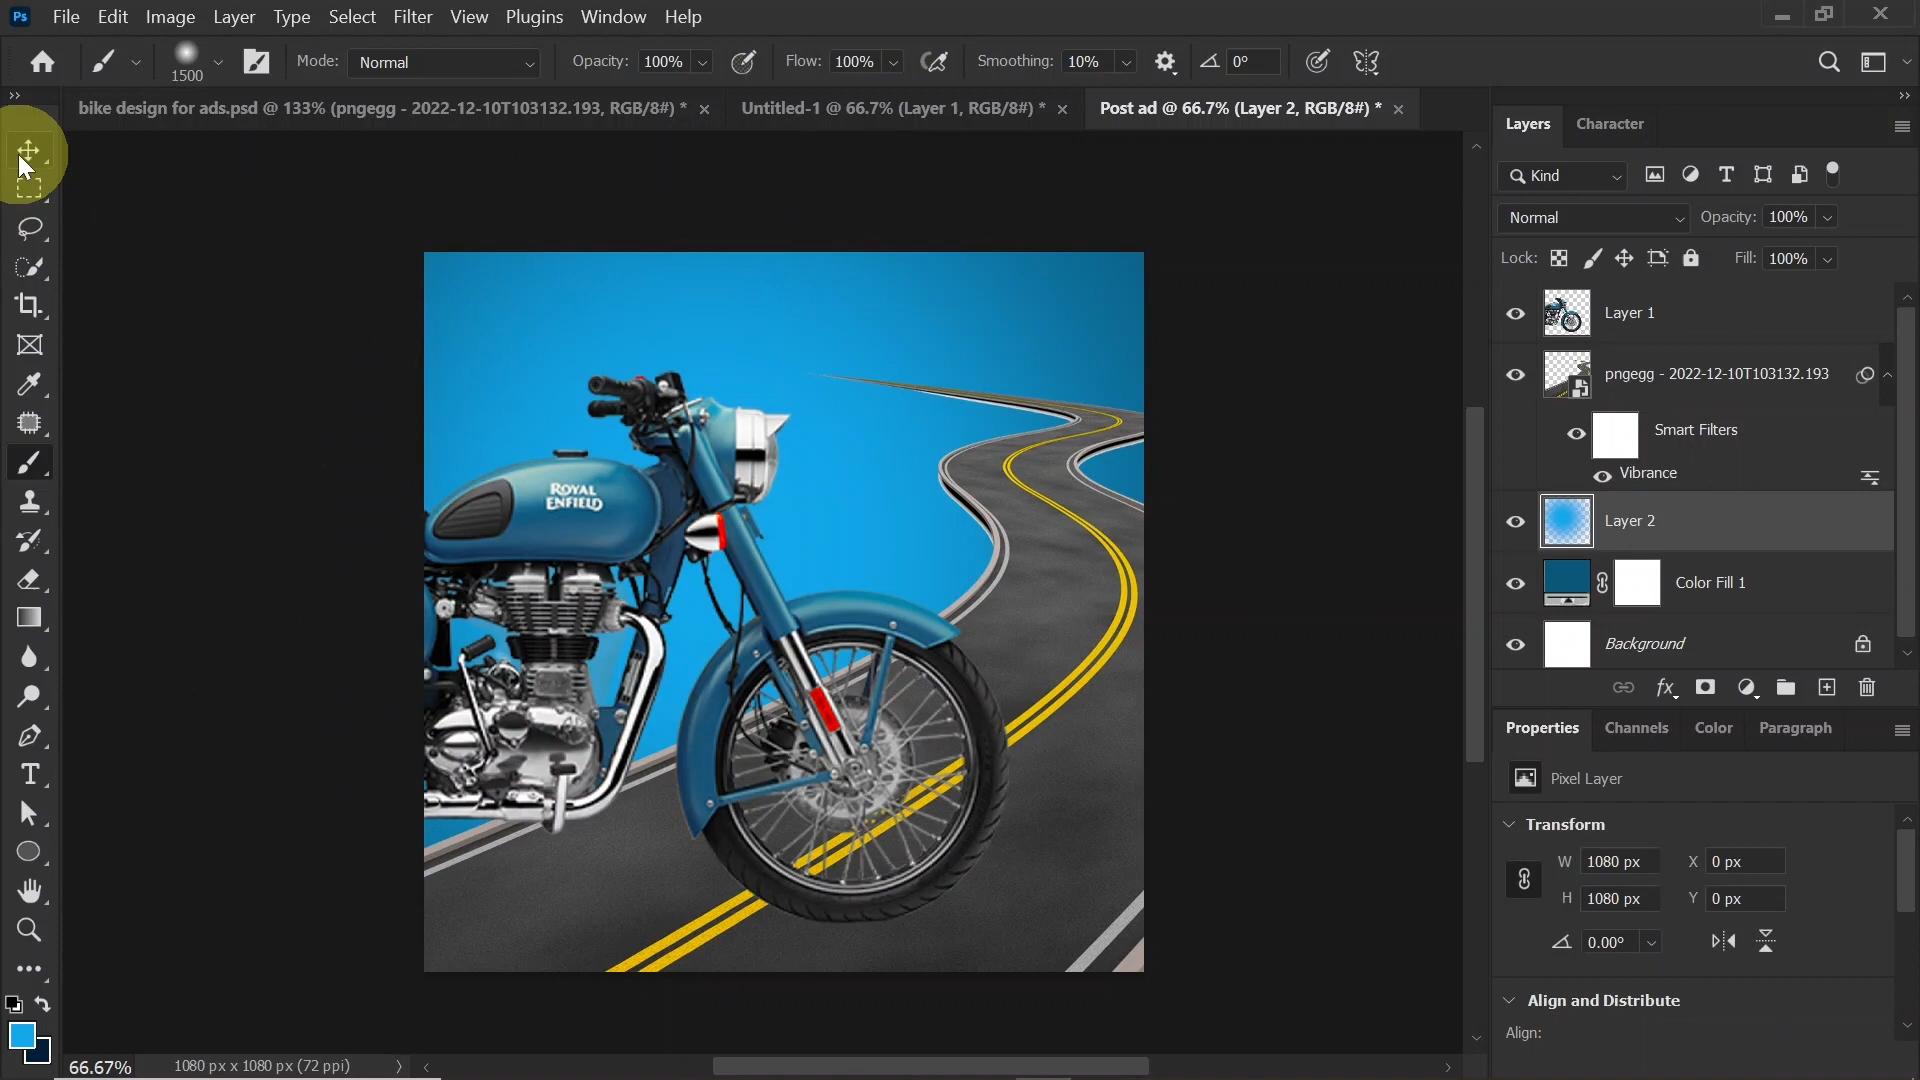 Ps File Edit Image Layer Type Select Filter View Plugins Window Help
1500 Mode: Normal Opacity: 100% Flow: 100% Smoothing: 10% 0°
bike design for ads.psd @ 133% (pngegg - 2022-12-10T103132.193, RGB/8#) * Untitled-1 @ 66.7% (Layer 1, RGB/8#) * Post ad @ 66.7% (Layer 2, RGB/8#) *
Layers Character
Kind
Normal Opacity: 100%
Lock: Fill: 100%
Layer 1
pngegg - 2022-12-10T103132.193
Smart Filters
Vibrance
Layer 2
Color Fill 1
Background
fx
Properties Channels Color Paragraph
Pixel Layer
Transform
W 1080 px X 0 px
H 1080 px Y 0 px
0.00°
Align and Distribute
Align:
ROYAL
ENFIELD
66.67% 1080 px x 1080 px (72 ppi)